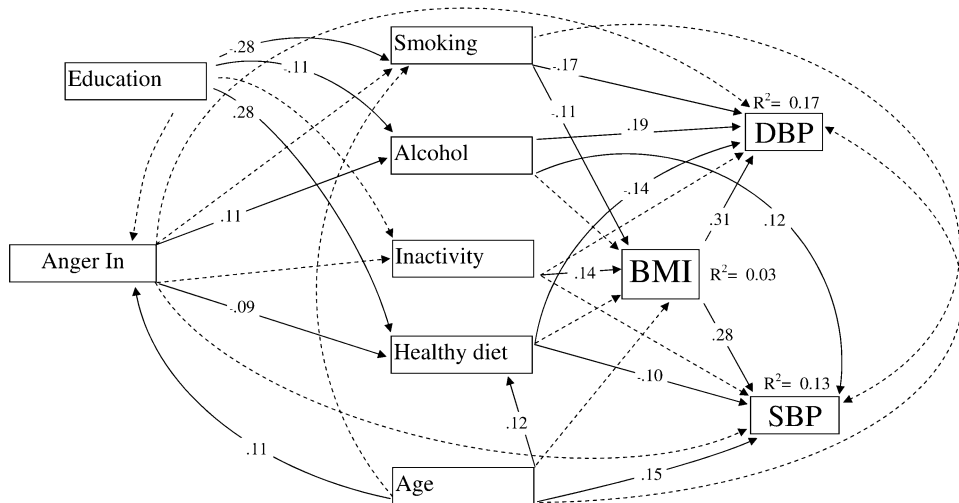 Smoking
-.28
-.17
Education
-.11
R²= 0.17
.28
-.11
DBP
.19
Alcohol
-.14
.11
.31
.12
Anger In
Inactivity
.14
BMI
R²= 0.03
.09
.28
Healthy diet
-.10
R²= 0.13
SBP
.12
.11
.15
Age